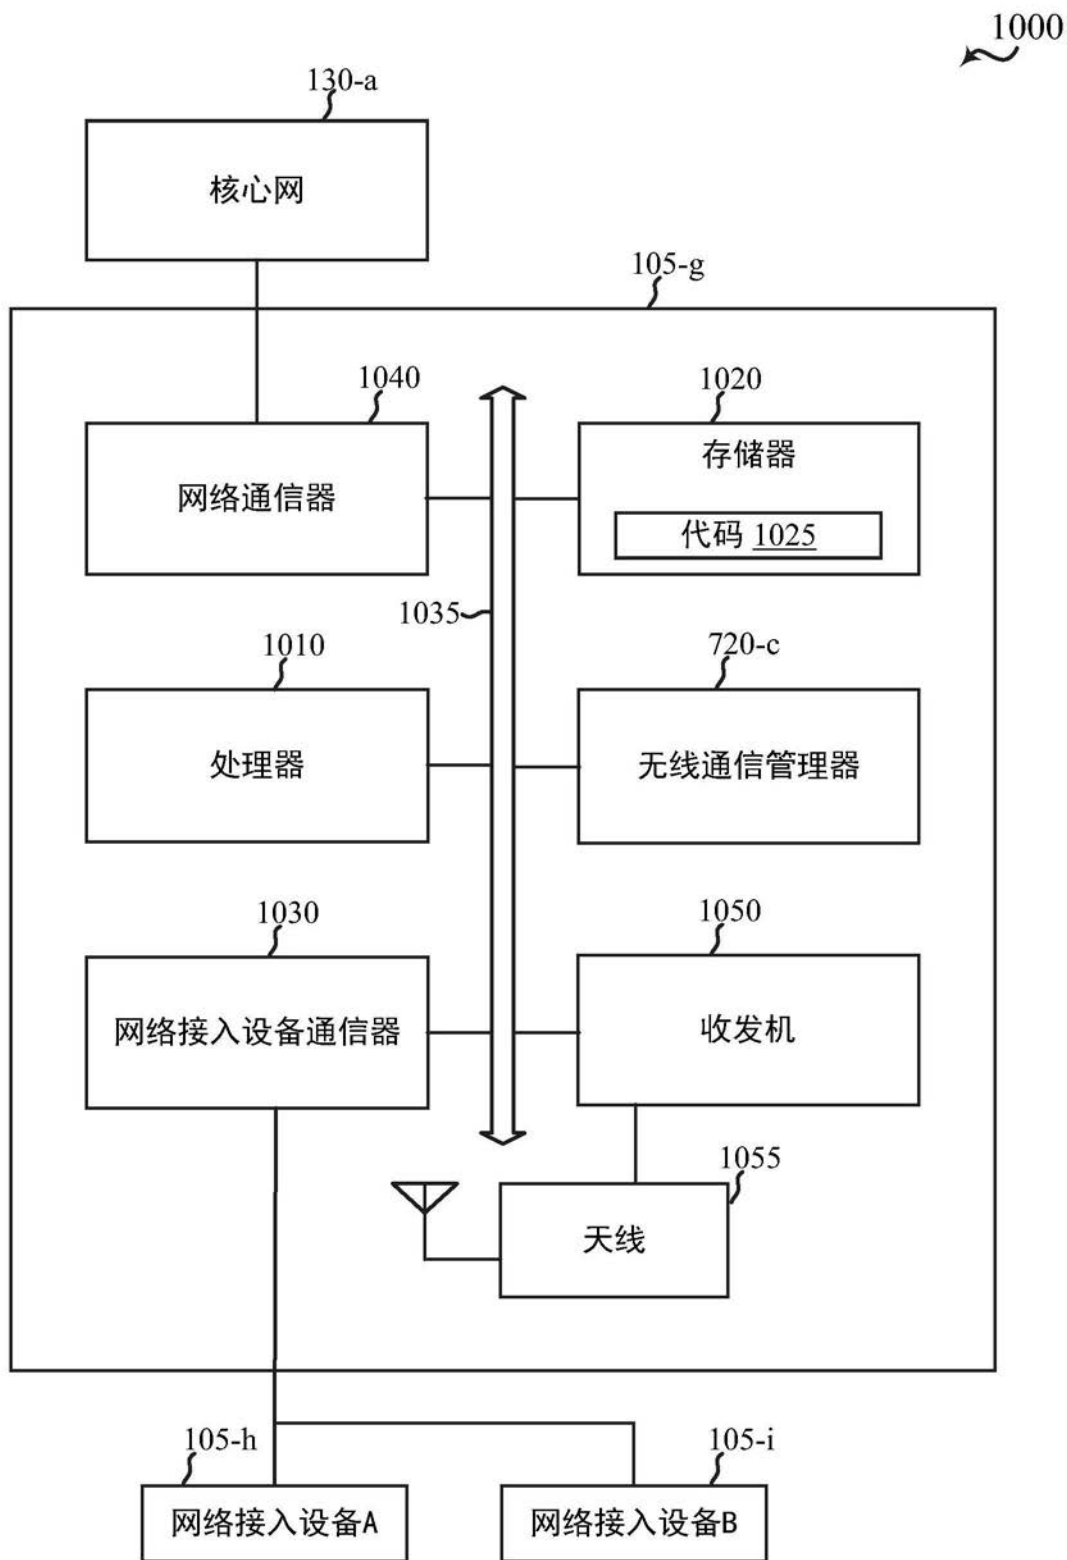 1000
130-a
核心网
105-g
1040
1020
网络通信器
存储器
代码 1025
1035
1010
720-c
处理器
无线通信管理器
1030
1050
网络接入设备通信器
收发机
1055
天线
105-h
105-i
网络接入设备A
网络接入设备B